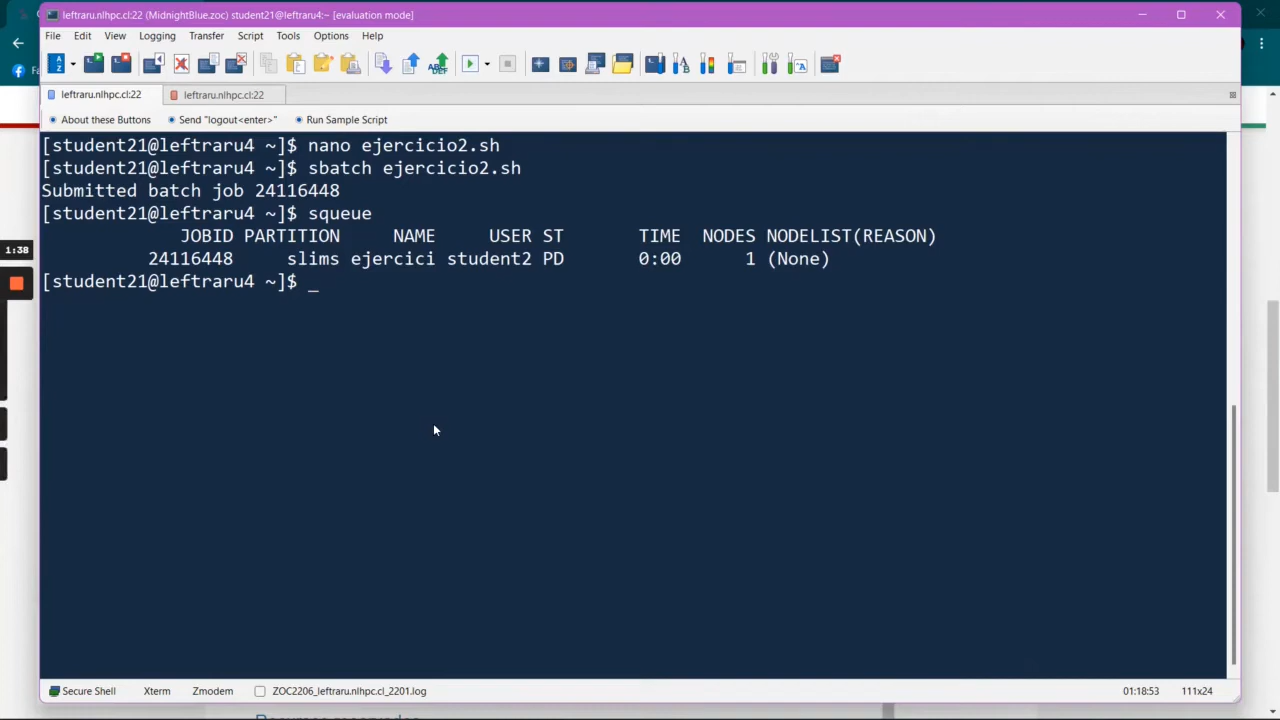 leftraru.nlhpc.cl:22 (MidnightBlue.zoc) student21@leftraru4:~ [evaluation mode]
File Edit View Logging Transfer Script Tools Options Help
leftraru.nlhpc.cl:22 leftraru.nlhpc.cl:22
About these Buttons Send "logout<enter>" Run Sample Script
[student21@leftraru4 ~]$ nano ejercicio2.sh
[student21@leftraru4 ~]$ sbatch ejercicio2.sh
Submitted batch job 24116448
[student21@leftraru4 ~]$ squeue
JOBID PARTITION NAME USER ST TIME NODES NODELIST(REASON)
24116448 slims ejercici student2 PD 0:00 1 (None)
[student21@leftraru4 ~]$ _
1:38
Secure Shell Xterm Zmodem ZOC2206_leftraru.nlhpc.cl_2201.log 01:18:53 111x24